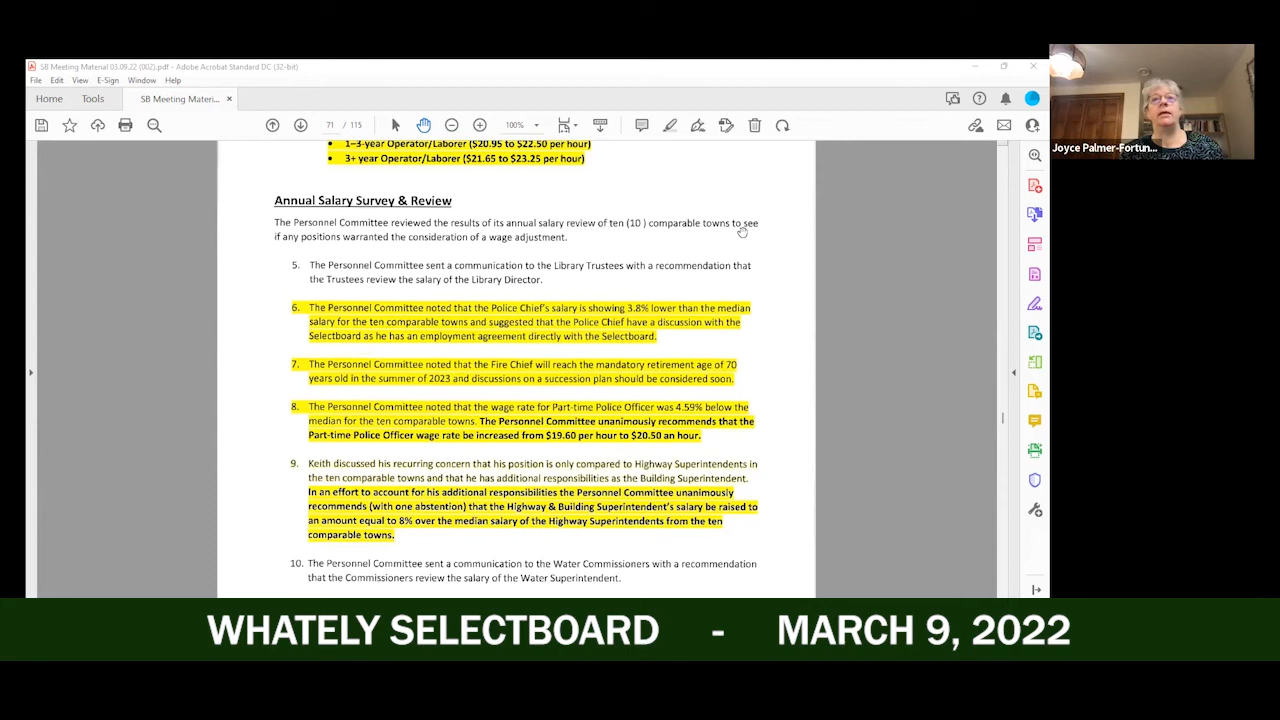 SB Meeting Material 03.09.22 (002).pdf - Adobe Acrobat Standard DC (32-bit)
File Edit View E-Sign Window Help
Home Tools SB Meeting Materi... ×
71 / 115 100%
• 1–3-year Operator/Laborer ($20.95 to $22.50 per hour)
• 3+ year Operator/Laborer ($21.65 to $23.25 per hour)
Annual Salary Survey & Review
The Personnel Committee reviewed the results of its annual salary review of ten (10 ) comparable towns to see
if any positions warranted the consideration of a wage adjustment.
5. The Personnel Committee sent a communication to the Library Trustees with a recommendation that
the Trustees review the salary of the Library Director.
6. The Personnel Committee noted that the Police Chief's salary is showing 3.8% lower than the median
salary for the ten comparable towns and suggested that the Police Chief have a discussion with the
Selectboard as he has an employment agreement directly with the Selectboard.
7. The Personnel Committee noted that the Fire Chief will reach the mandatory retirement age of 70
years old in the summer of 2023 and discussions on a succession plan should be considered soon.
8. The Personnel Committee noted that the wage rate for Part-time Police Officer was 4.59% below the
median for the ten comparable towns. The Personnel Committee unanimously recommends that the
Part-time Police Officer wage rate be increased from $19.60 per hour to $20.50 an hour.
9. Keith discussed his recurring concern that his position is only compared to Highway Superintendents in
the ten comparable towns and that he has additional responsibilities as the Building Superintendent.
In an effort to account for his additional responsibilities the Personnel Committee unanimously
recommends (with one abstention) that the Highway & Building Superintendent's salary be raised to
an amount equal to 8% over the median salary of the Highway Superintendents from the ten
comparable towns.
10. The Personnel Committee sent a communication to the Water Commissioners with a recommendation
that the Commissioners review the salary of the Water Superintendent.
Joyce Palmer-Fortun...
WHATELY SELECTBOARD - MARCH 9, 2022